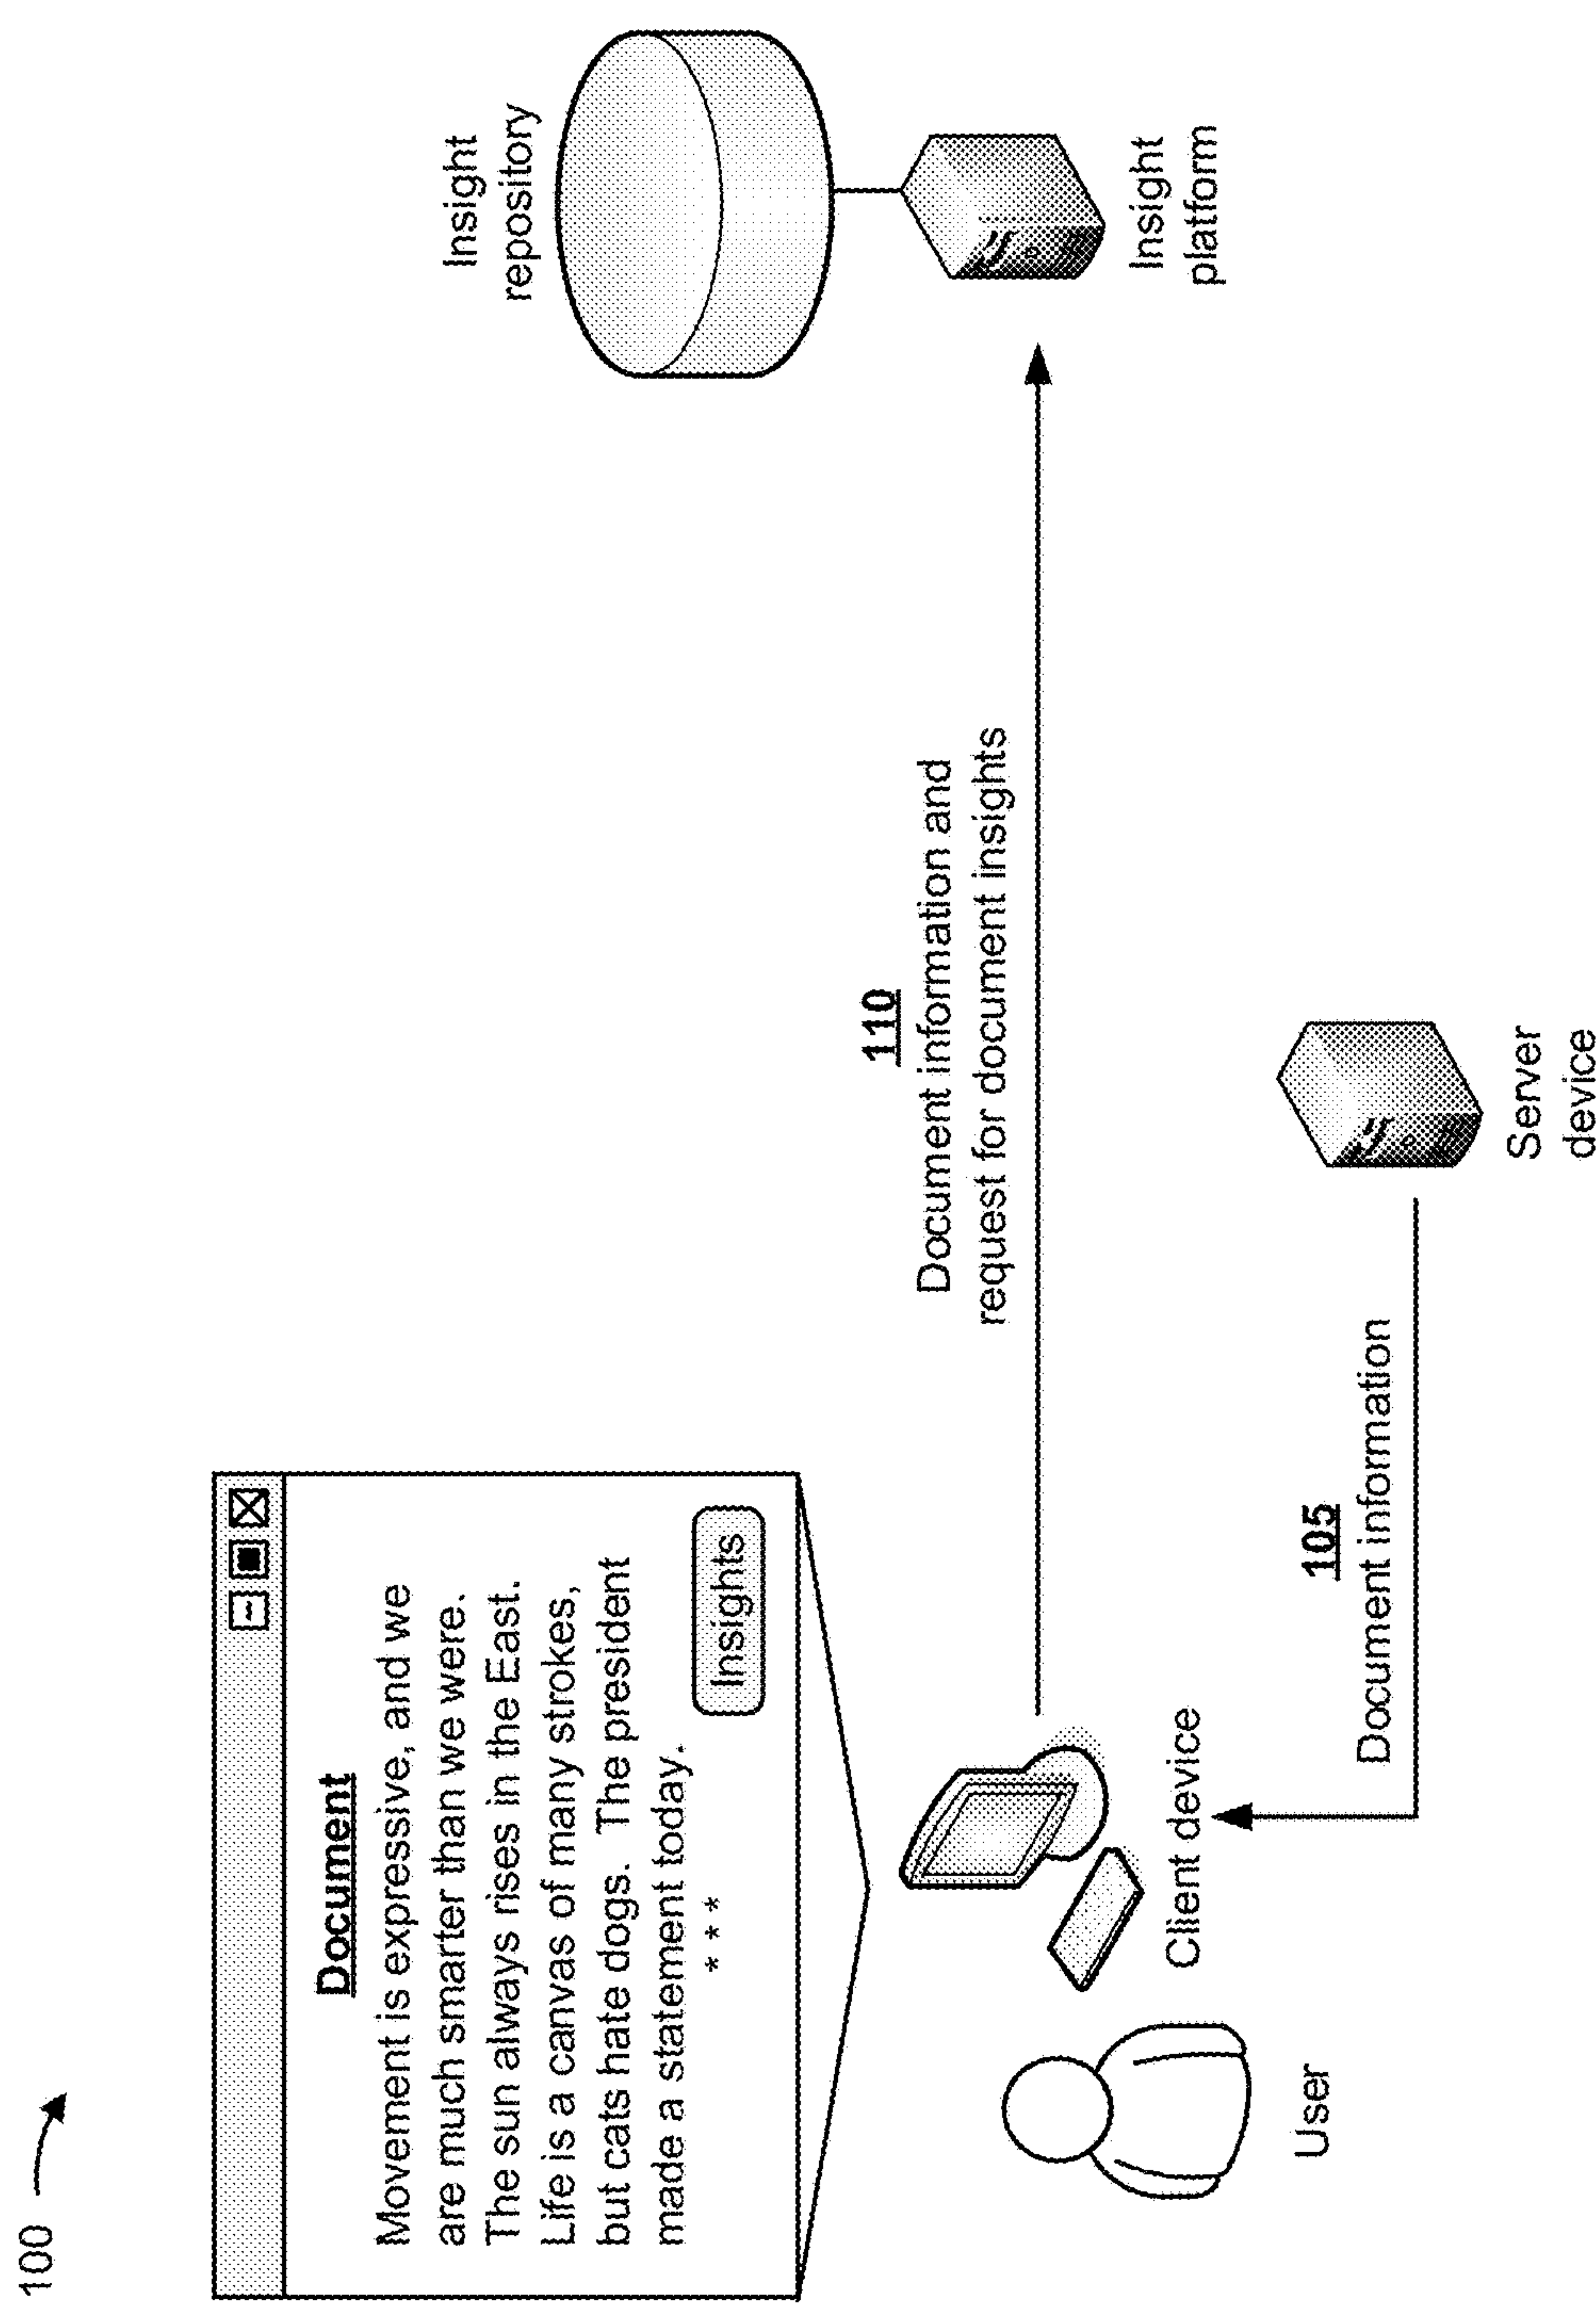 100
Document
Movement is expressive, and we
are much smarter than we were.
The sun always rises in the East.
Life is a canvas of many strokes,
but cats hate dogs. The president
made a statement today.
* * *
Insights
User
Client device
105
Document information
Server
device
110
Document information and
request for document insights
Insight
repository
Insight
platform